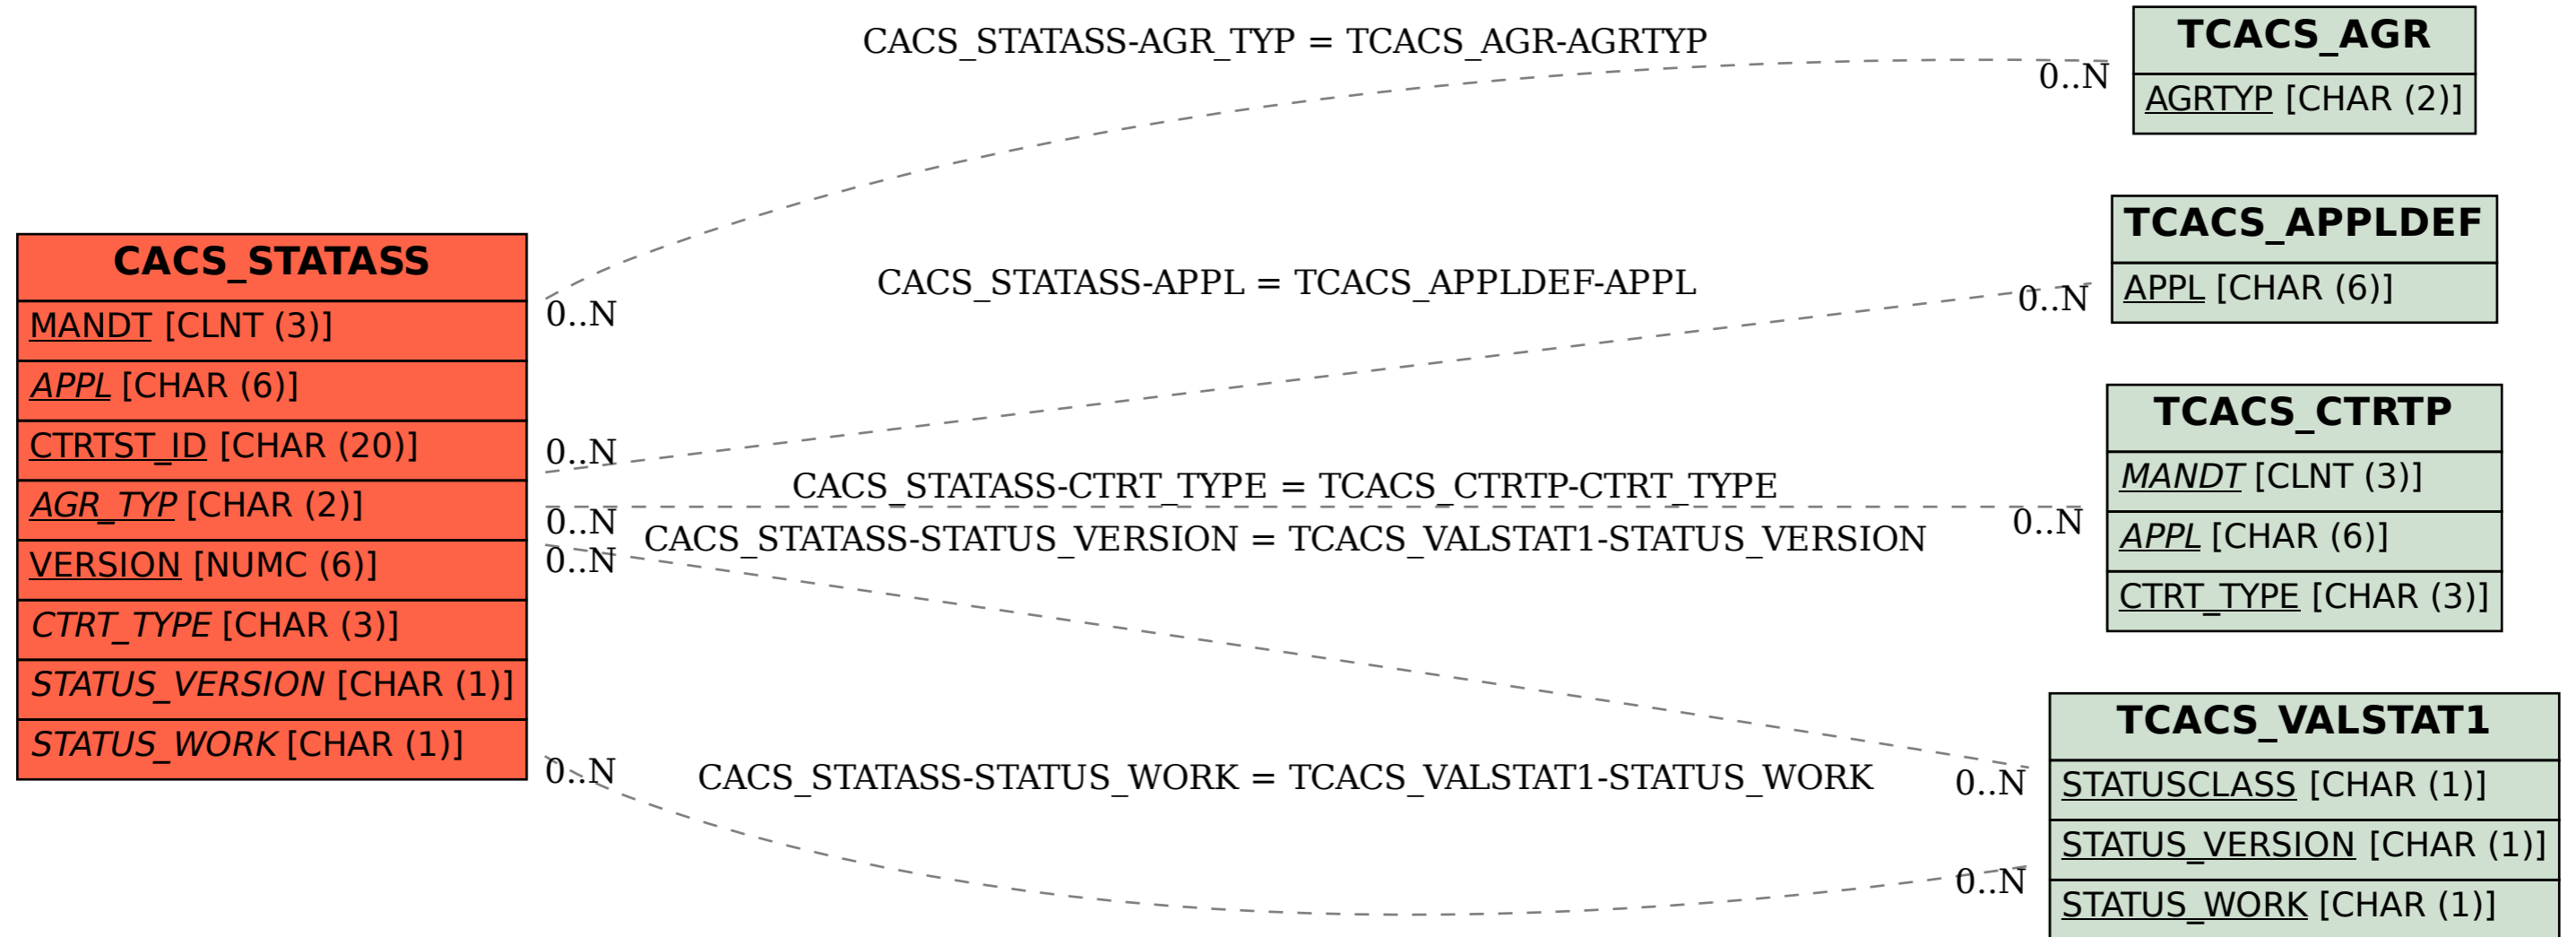 CACS_STATASS
MANDT [CLNT (3)]
APPL [CHAR (6)]
CTRTST_ID [CHAR (20)]
AGR_TYP [CHAR (2)]
VERSION [NUMC (6)]
CTRT_TYPE [CHAR (3)]
STATUS_VERSION [CHAR (1)]
STATUS_WORK [CHAR (1)]
CACS_STATASS-AGR_TYP = TCACS_AGR-AGRTYP
0..N
0..N
CACS_STATASS-APPL = TCACS_APPLDEF-APPL
0..N
0..N
CACS_STATASS-CTRT_TYPE = TCACS_CTRTP-CTRT_TYPE
0..N
0..N
CACS_STATASS-STATUS_VERSION = TCACS_VALSTAT1-STATUS_VERSION
0..N
0..N
CACS_STATASS-STATUS_WORK = TCACS_VALSTAT1-STATUS_WORK
0..N
0..N
TCACS_AGR
AGRTYP [CHAR (2)]
TCACS_APPLDEF
APPL [CHAR (6)]
TCACS_CTRTP
MANDT [CLNT (3)]
APPL [CHAR (6)]
CTRT_TYPE [CHAR (3)]
TCACS_VALSTAT1
STATUSCLASS [CHAR (1)]
STATUS_VERSION [CHAR (1)]
STATUS_WORK [CHAR (1)]